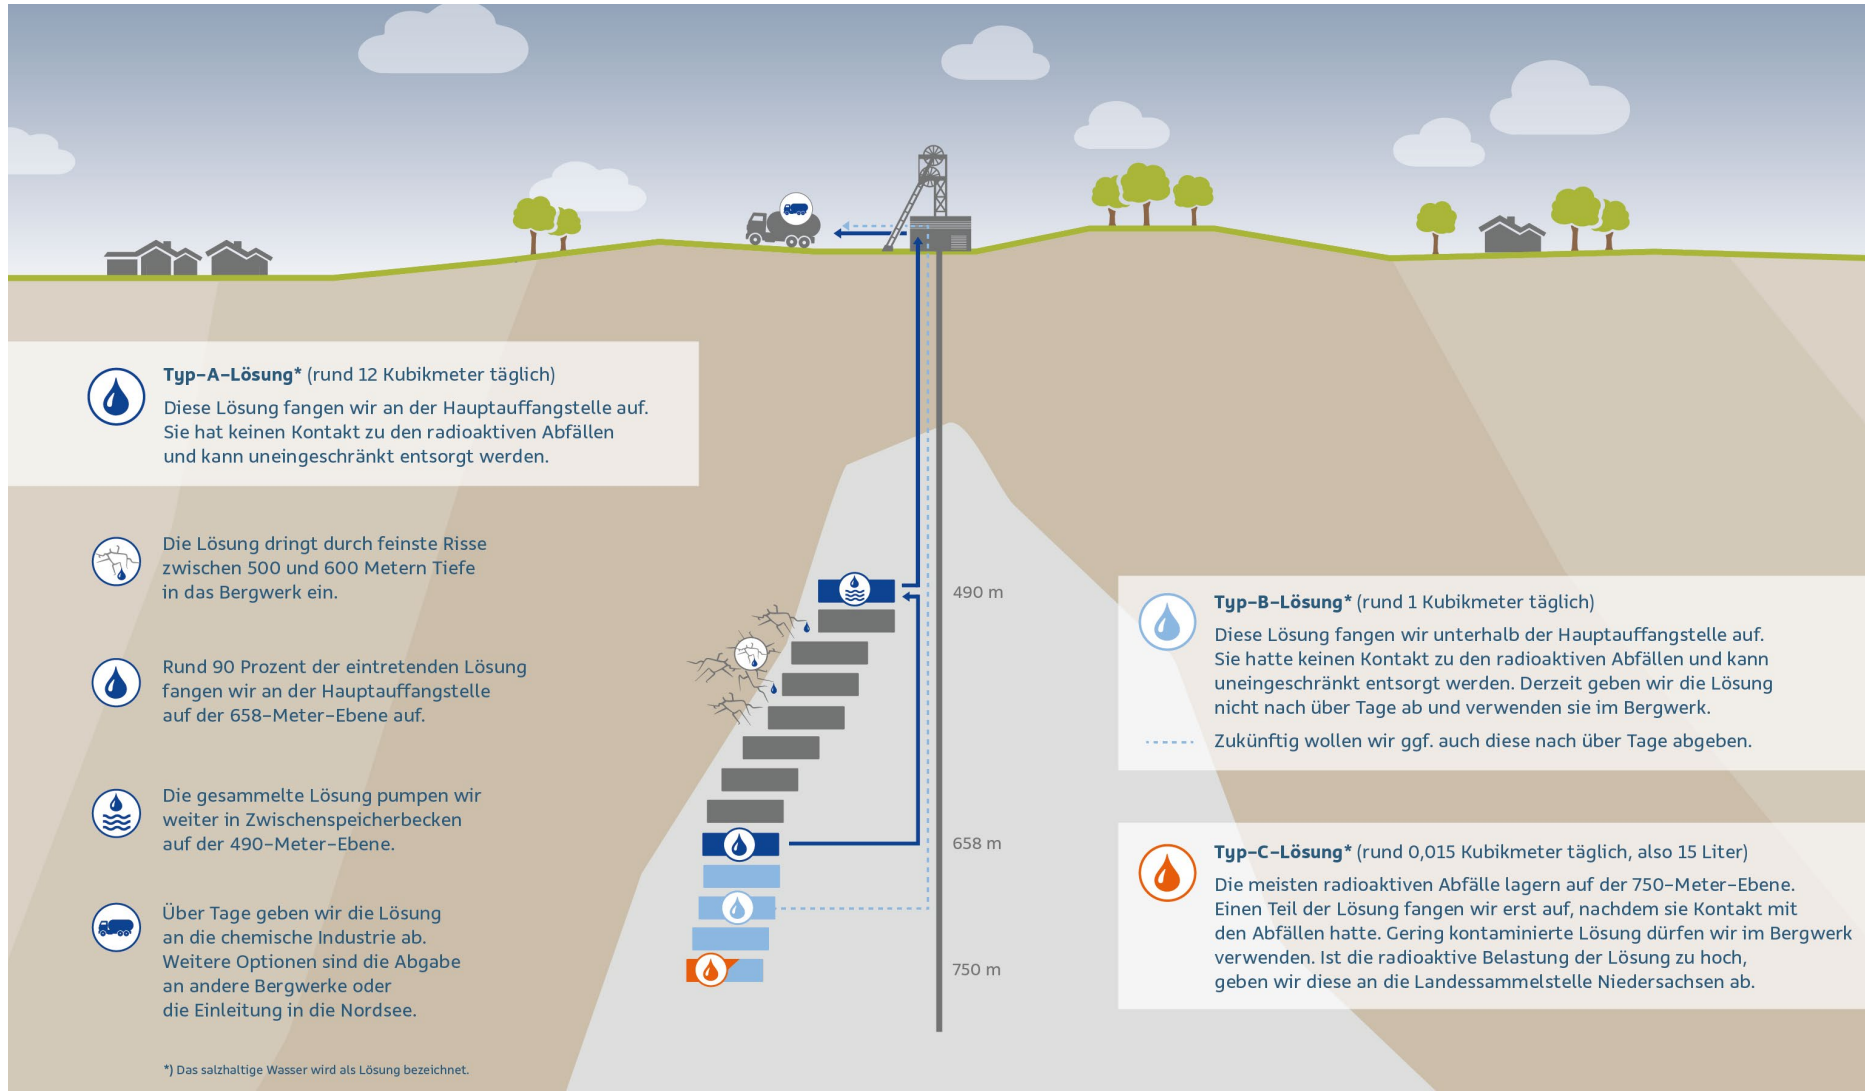 Typ-A-Lösung* (rund 12 Kubikmeter täglich)
Diese Lösung fangen wir an der Hauptauffangstelle auf.
Sie hat keinen Kontakt zu den radioaktiven Abfällen
und kann uneingeschränkt entsorgt werden.
Die Lösung dringt durch feinste Risse
zwischen 500 und 600 Metern Tiefe
in das Bergwerk ein.
Rund 90 Prozent der eintretenden Lösung
fangen wir an der Hauptauffangstelle
auf der 658-Meter-Ebene auf.
Die gesammelte Lösung pumpen wir
weiter in Zwischenspeicherbecken
auf der 490-Meter-Ebene.
Über Tage geben wir die Lösung
an die chemische Industrie ab.
Weitere Optionen sind die Abgabe
an andere Bergwerke oder
die Einleitung in die Nordsee.
*) Das salzhaltige Wasser wird als Lösung bezeichnet.
490 m
658 m
750 m
Typ-B-Lösung* (rund 1 Kubikmeter täglich)
Diese Lösung fangen wir unterhalb der Hauptauffangstelle auf.
Sie hatte keinen Kontakt zu den radioaktiven Abfällen und kann
uneingeschränkt entsorgt werden. Derzeit geben wir die Lösung
nicht nach über Tage ab und verwenden sie im Bergwerk.
Zukünftig wollen wir ggf. auch diese nach über Tage abgeben.
Typ-C-Lösung* (rund 0,015 Kubikmeter täglich, also 15 Liter)
Die meisten radioaktiven Abfälle lagern auf der 750-Meter-Ebene.
Einen Teil der Lösung fangen wir erst auf, nachdem sie Kontakt mit
den Abfällen hatte. Gering kontaminierte Lösung dürfen wir im Bergwerk
verwenden. Ist die radioaktive Belastung der Lösung zu hoch,
geben wir diese an die Landessammelstelle Niedersachsen ab.